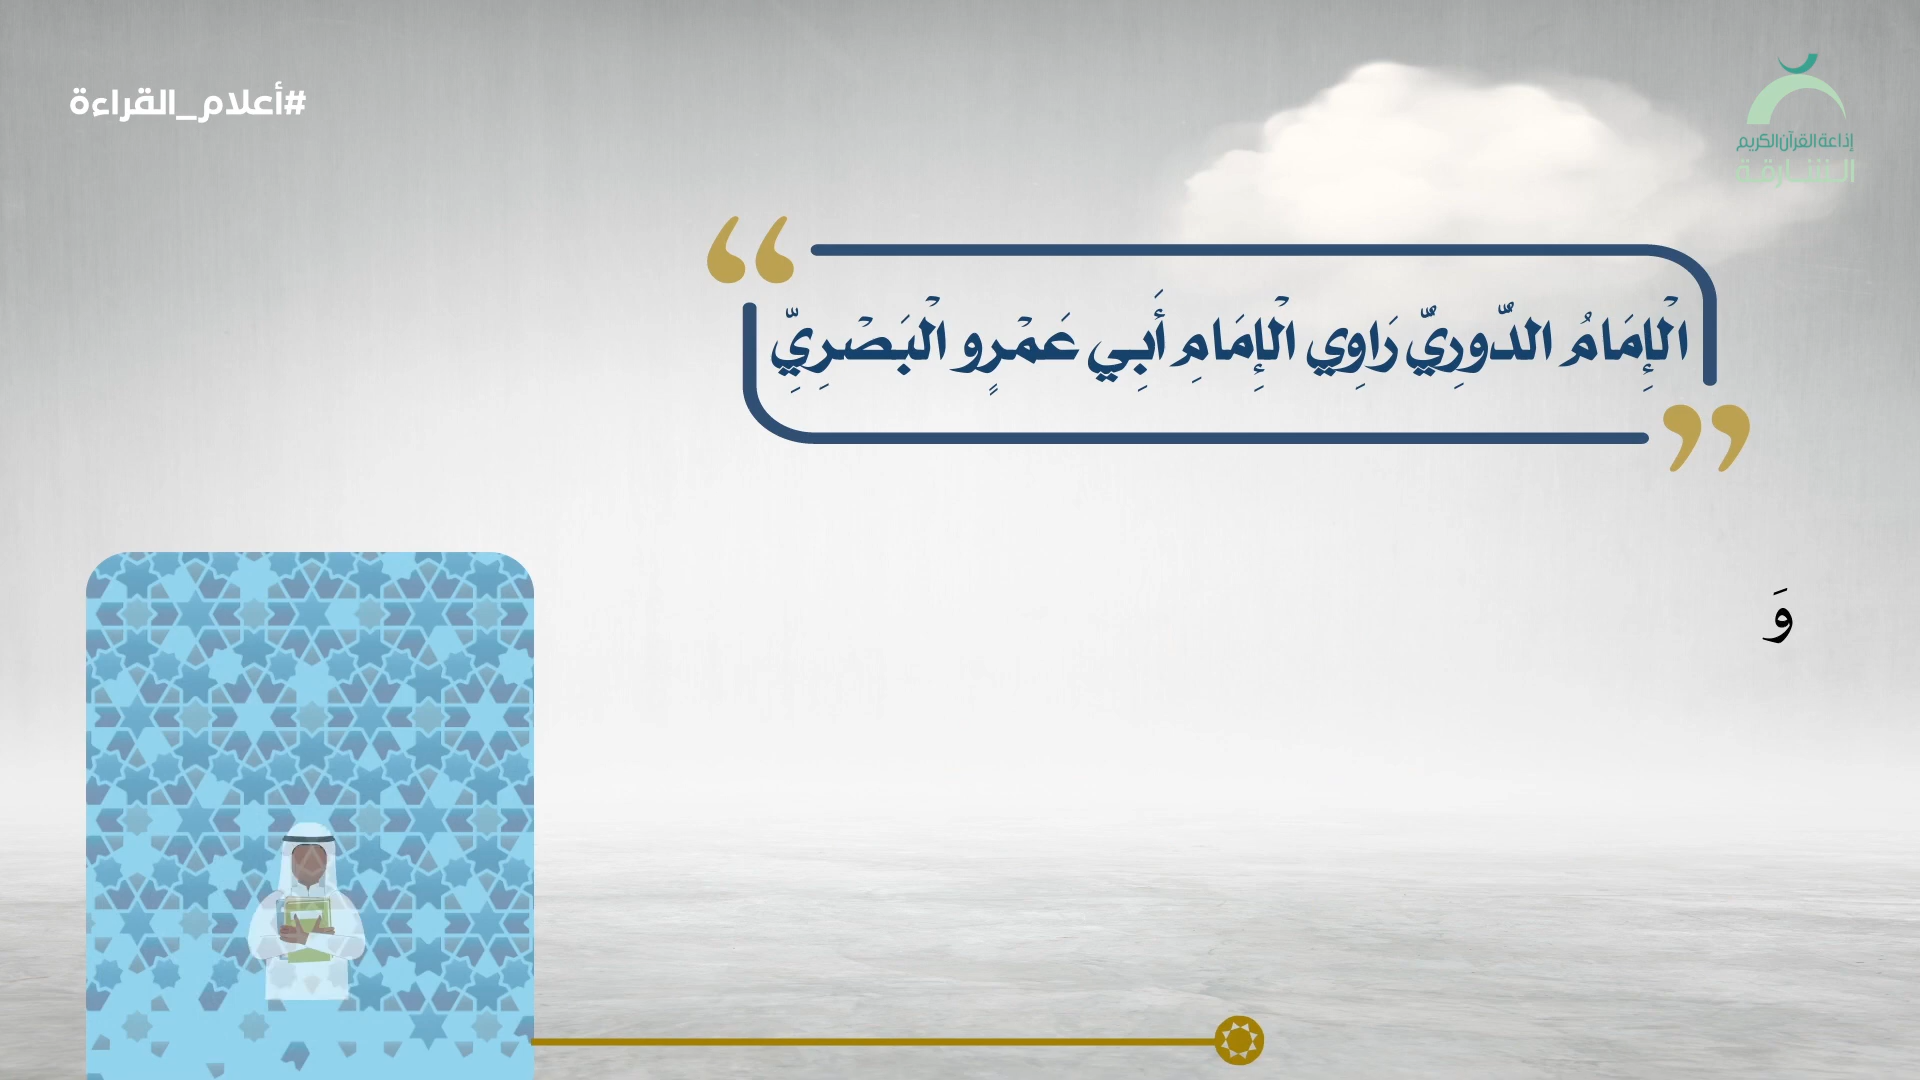 #أعلام_القراءة
إذاعة القرآن الكريم
الشارقة
الْإِمَامُ الدُّورِيُّ رَاوِي الْإِمَامِ أَبِي عَمْرٍو الْبَصْرِيِّ
وَ